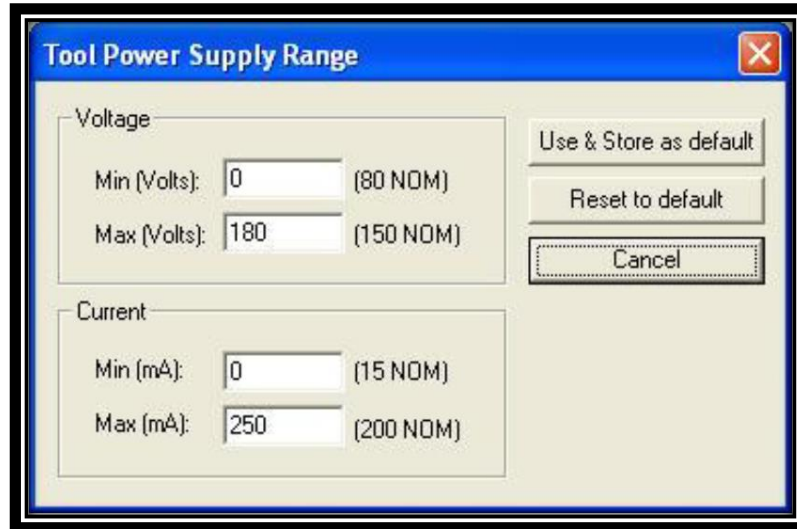 Tool Power Supply Range
Voltage
Min (Volts): 0 (80 NOM)
Max (Volts): 180 (150 NOM)
Current
Min (mA): 0 (15 NOM)
Max (mA): 250 (200 NOM)
Use & Store as default
Reset to default
Cancel